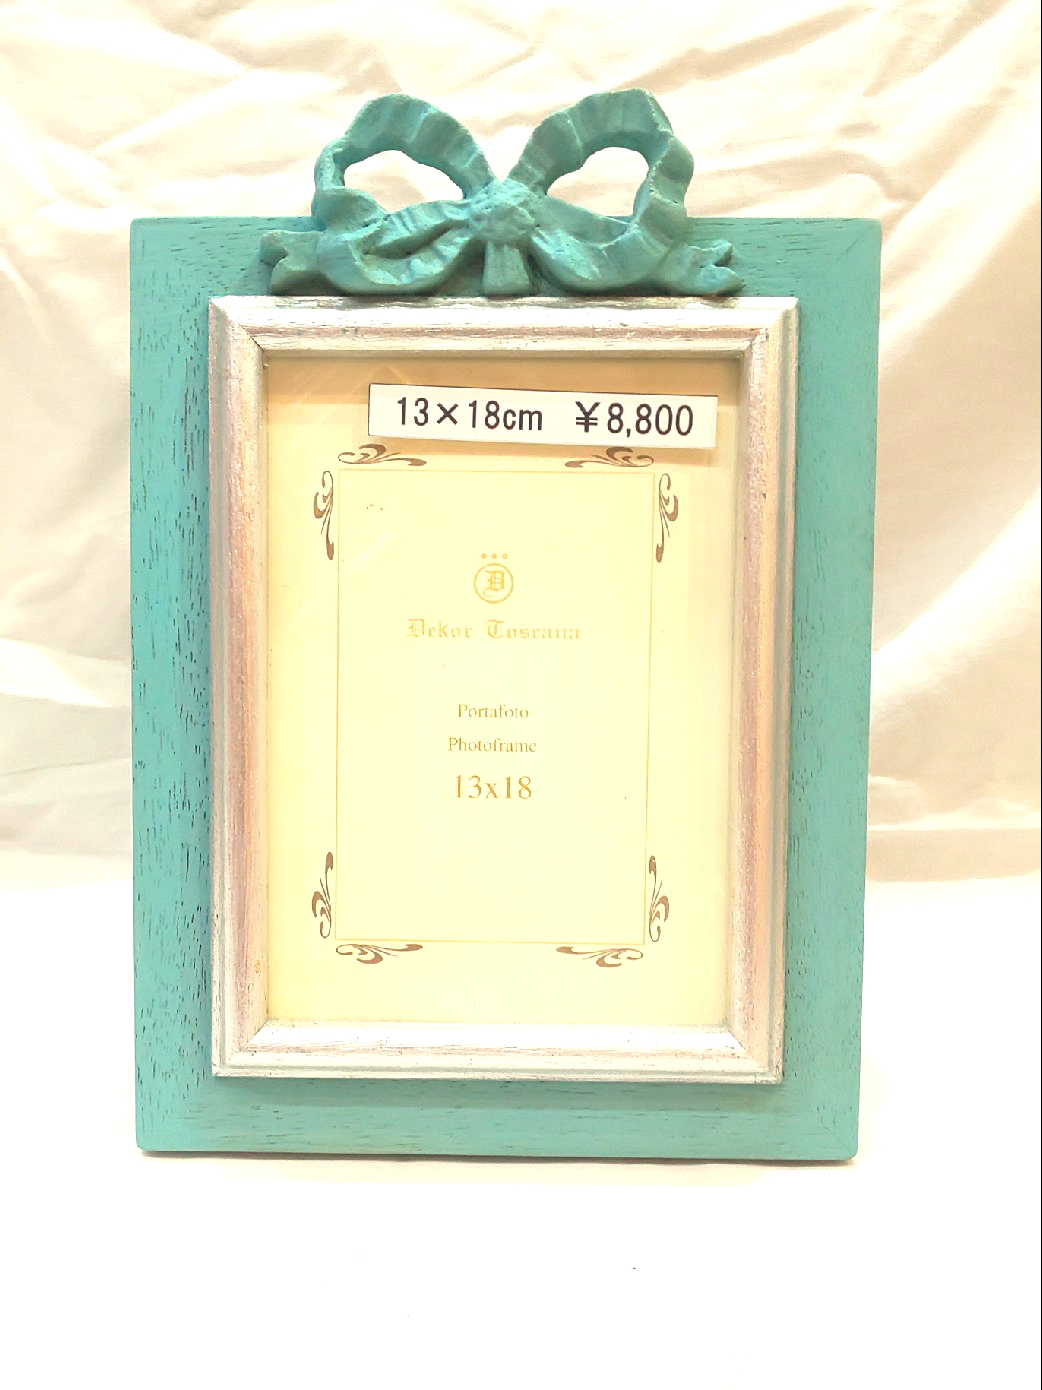 13×18cm ¥8,800
D
Dekor Toscana
Portafoto
Photoframe
13x18